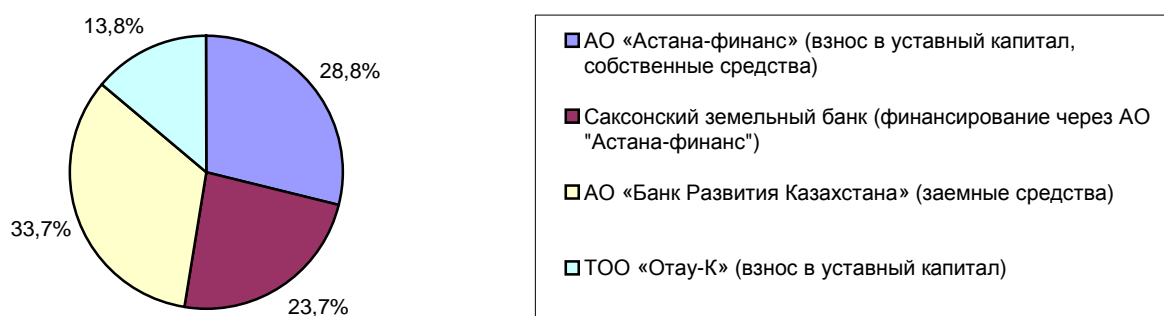 13,8%
28,8%
33,7%
23,7%
АО «Астана-финанс» (взнос в уставный капитал,
собственные средства)
Саксонский земельный банк (финансирование через АО
"Астана-финанс")
АО «Банк Развития Казахстана» (заемные средства)
ТОО «Отау-К» (взнос в уставный капитал)